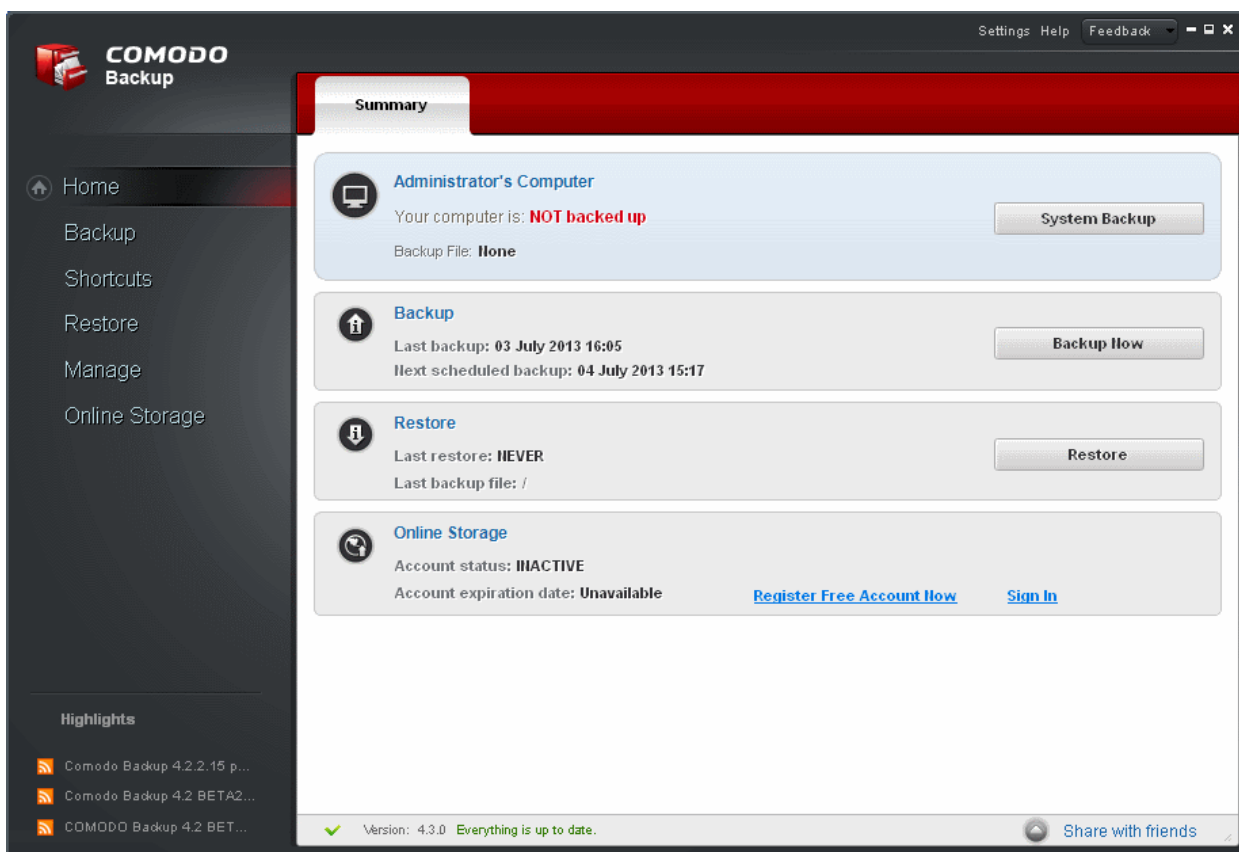 Settings Help Feedback
COMODO
Backup
Summary
Home
Backup
Shortcuts
Restore
Manage
Online Storage
Administrator's Computer
Your computer is: NOT backed up
System Backup
Backup File: None
Backup
Last backup: 03 July 2013 16:05
Backup Now
Next scheduled backup: 04 July 2013 15:17
Restore
Last restore: NEVER
Restore
Last backup file: /
Online Storage
Account status: INACTIVE
Account expiration date: Unavailable
Register Free Account Now
Sign In
Highlights
Comodo Backup 4.2.2.15 p...
Comodo Backup 4.2 BETA2...
COMODO Backup 4.2 BET...
Version: 4.3.0 Everything is up to date.
Share with friends